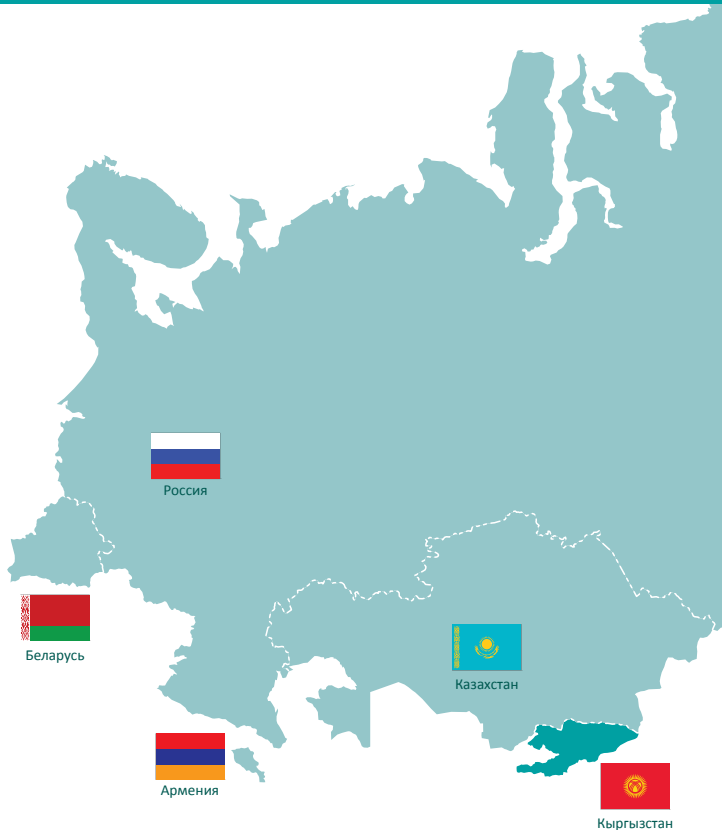 Россия
Беларусь
Казахстан
Армения
Кыргызстан